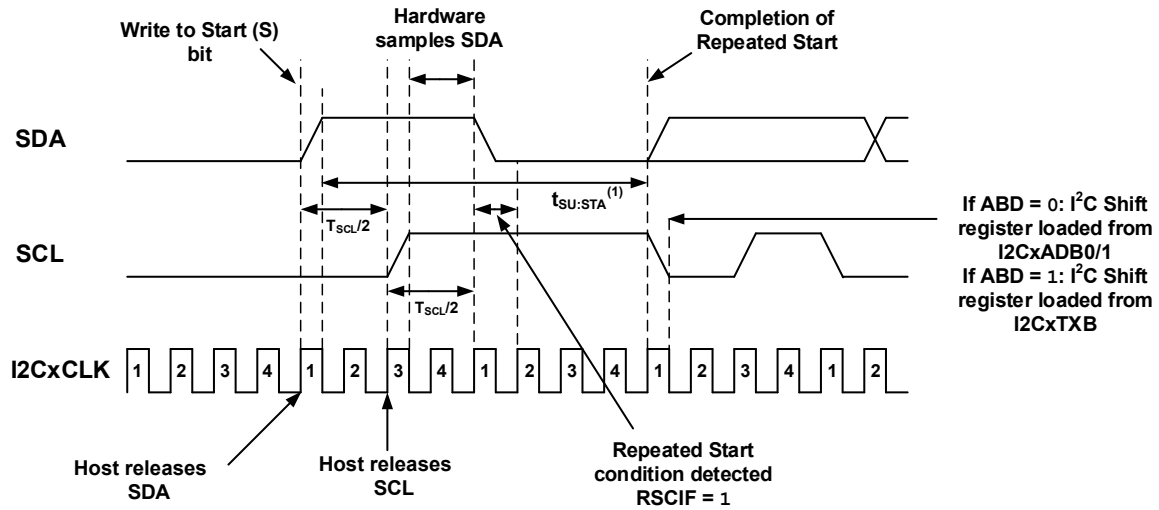 Write to Start (S)
bit
Hardware
samples SDA
Completion of
Repeated Start
SDA
tSU:STA(1)
TSCL/2
SCL
TSCL/2
If ABD = 0: I2C Shift
register loaded from
I2CxADB0/1
If ABD = 1: I2C Shift
register loaded from
I2CxTXB
I2CxCLK
1 2 3 4 1 2 3 4 1 2 3 4 1 2 3 4 1 2
Host releases
SDA
Host releases
SCL
Repeated Start
condition detected
RSCIF = 1